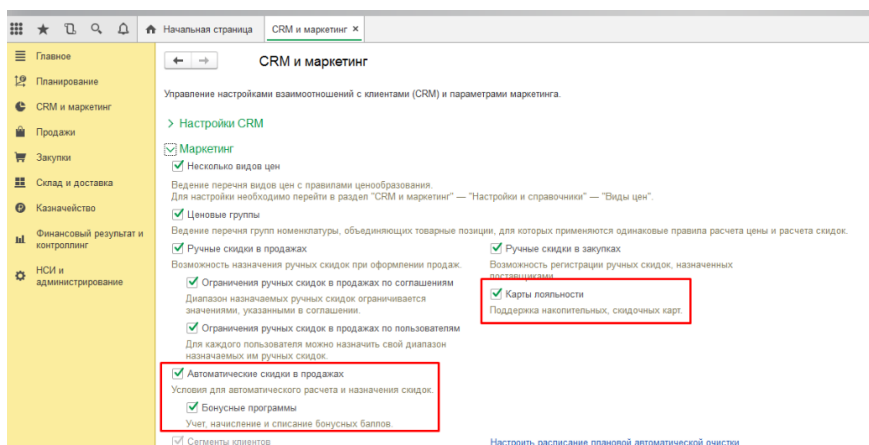 Начальная страница
CRM и маркетинг ×
Главное
Планирование
CRM и маркетинг
Продажи
Закупки
Склад и доставка
Казначейство
Финансовый результат и
контроллинг
НСИ и
администрирование
CRM и маркетинг
Управление настройками взаимоотношений с клиентами (CRM) и параметрами маркетинга.
Настройки CRM
Маркетинг
Несколько видов цен
Ведение перечня видов цен с правилами ценообразования.
Для настройки необходимо перейти в раздел "CRM и маркетинг" — "Настройки и справочники" — "Виды цен".
Ценовые группы
Ведение перечня групп номенклатуры, объединяющих товарные позиции, для которых применяются одинаковые правила расчета цены и расчета скидок.
Ручные скидки в продажах
Возможность назначения ручных скидок при оформлении продаж.
Ограничения ручных скидок в продажах по соглашениям
Диапазон назначаемых ручных скидок ограничивается
значениями, указанными в соглашении.
Ограничения ручных скидок в продажах по пользователям
Для каждого пользователя можно назначить свой диапазон
назначаемых им ручных скидок.
Автоматические скидки в продажах
Условия для автоматического расчета и назначения скидок.
Бонусные программы
Учет, начисление и списание бонусных баллов.
Сегменты клиентов
Ручные скидки в закупках
Возможность регистрации ручных скидок, назначенных
поставщиками.
Карты лояльности
Поддержка накопительных, скидочных карт.
Настроить расписание плановой автоматической очистки